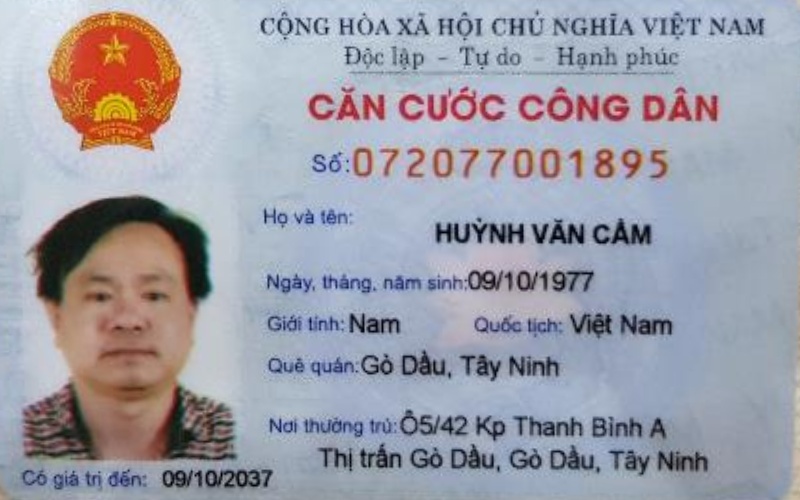 CỘNG HÒA XÃ HỘI CHỦ NGHĨA VIỆT NAM
Độc lập - Tự do - Hạnh phúc
CĂN CƯỚC CÔNG DÂN
Số: 072077001895
Họ và tên:
HUỲNH VĂN CẦM
Ngày, tháng, năm sinh: 09/10/1977
Giới tính: Nam Quốc tịch: Việt Nam
Quê quán: Gò Dầu, Tây Ninh
Nơi thường trú: Ô5/42 Kp Thanh Bình A
Thị trấn Gò Dầu, Gò Dầu, Tây Ninh
Có giá trị đến: 09/10/2037
VIỆT NAM